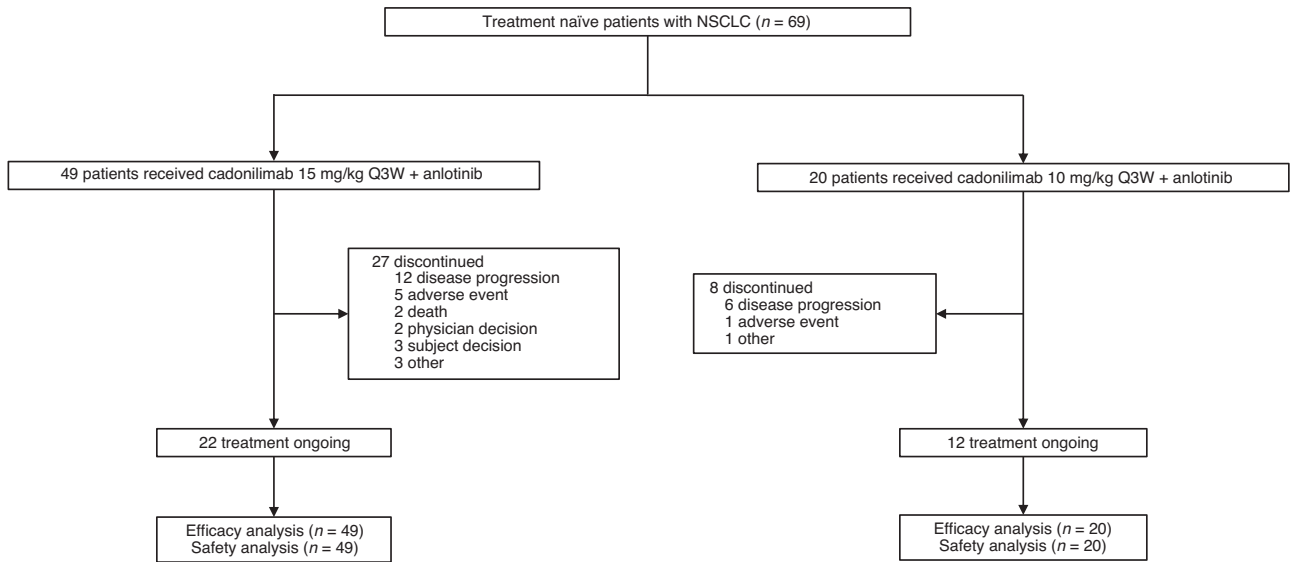 Treatment naïve patients with NSCLC (n = 69)
49 patients received cadonilimab 15 mg/kg Q3W + anlotinib
20 patients received cadonilimab 10 mg/kg Q3W + anlotinib
27 discontinued
12 disease progression
5 adverse event
2 death
2 physician decision
3 subject decision
3 other
8 discontinued
6 disease progression
1 adverse event
1 other
22 treatment ongoing
12 treatment ongoing
Efficacy analysis (n = 49)
Safety analysis (n = 49)
Efficacy analysis (n = 20)
Safety analysis (n = 20)